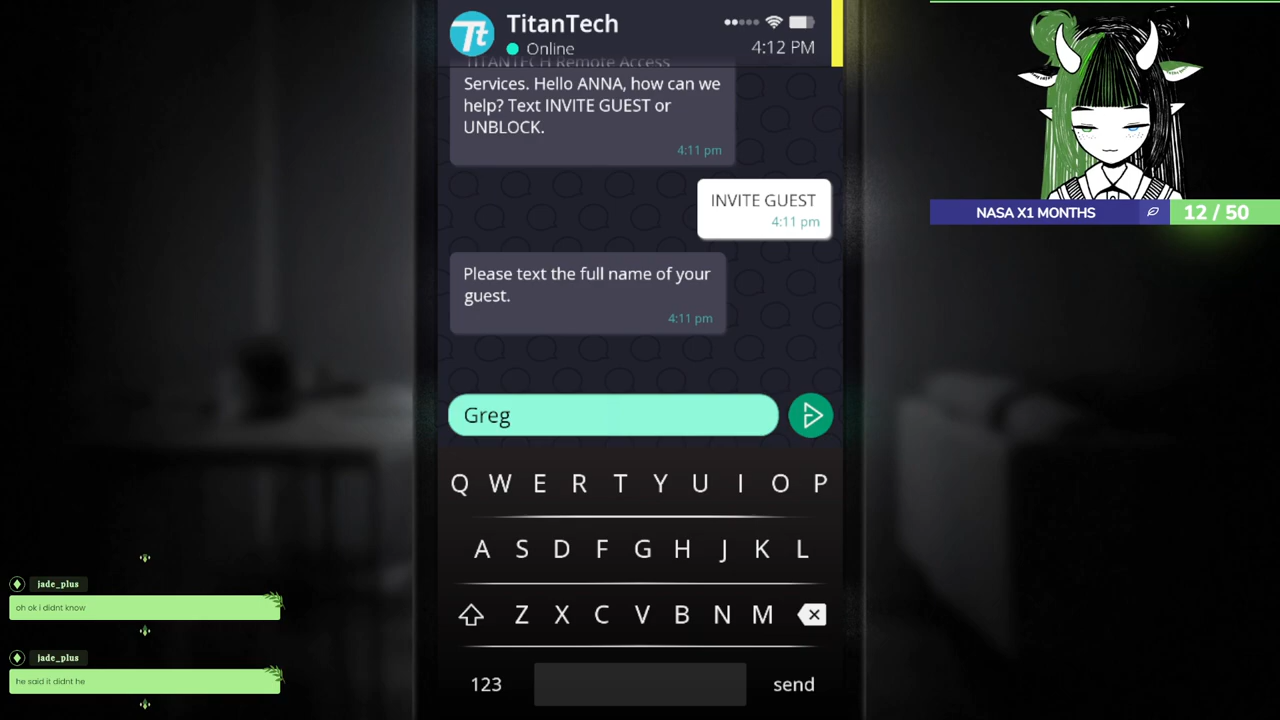 Tt
TitanTech
Online
4:12 PM
TITANTECH Remote Access
Services. Hello ANNA, how can we
help? Text INVITE GUEST or
UNBLOCK.
4:11 pm
INVITE GUEST
4:11 pm
Please text the full name of your
guest.
4:11 pm
Greg
Q W E R T Y U I O P
A S D F G H J K L
Z X C V B N M
123
send
NASA X1 MONTHS
12 / 50
jade_plus
oh ok i didnt know
jade_plus
he said it didnt he